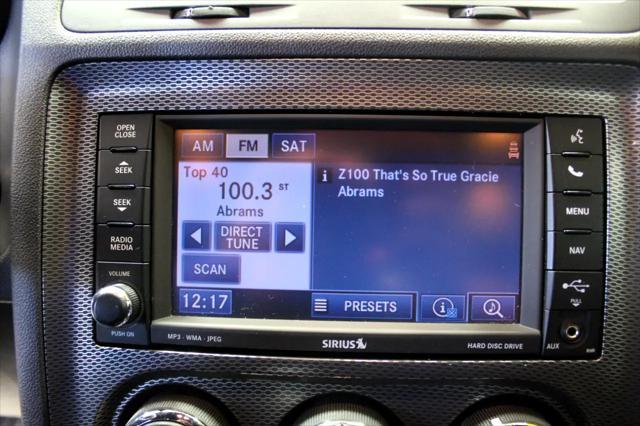 OPEN
CLOSE
SEEK
SEEK
RADIO
MEDIA
VOLUME
PUSH ON
AM FM SAT
Top 40
100.3 ST
Abrams
DIRECT
TUNE
SCAN
12:17
i Z100 That's So True Gracie
Abrams
PRESETS
MENU
NAV
PULL
AUX
MP3 · WMA · JPEG
SIRIUS
HARD DISC DRIVE